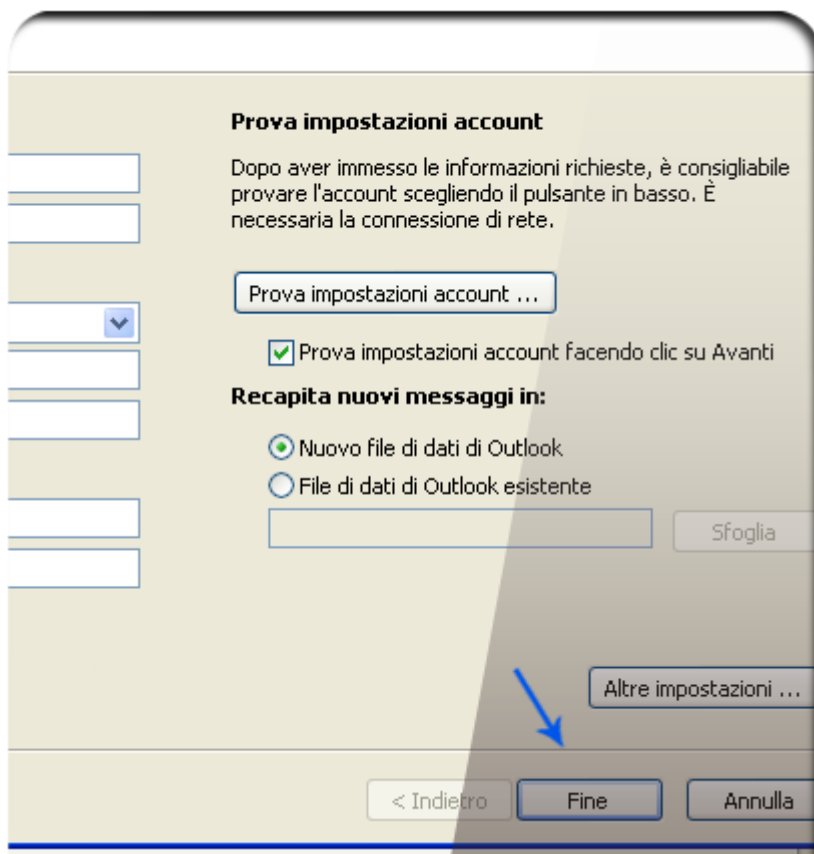 Prova impostazioni account
Dopo aver immesso le informazioni richieste, è consigliabile
provare l'account scegliendo il pulsante in basso. È
necessaria la connessione di rete.
Prova impostazioni account ...
Prova impostazioni account facendo clic su Avanti
Recapita nuovi messaggi in:
Nuovo file di dati di Outlook
File di dati di Outlook esistente
Sfoglia
Altre impostazioni ...
< Indietro
Fine
Annulla